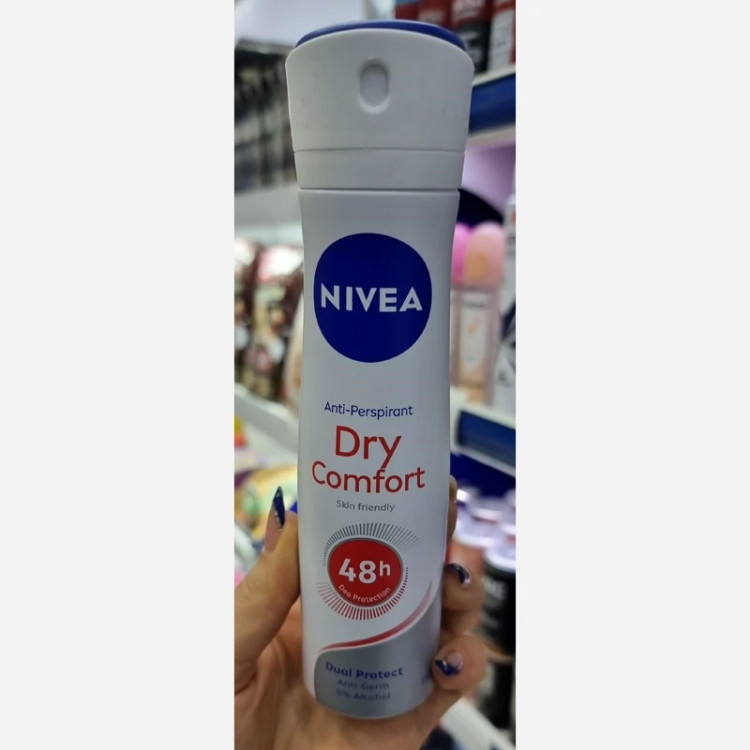 NIVEA
Anti-Perspirant
Dry
Comfort
Skin friendly
48h
Deo Protection
Dual Protect
Anti-Germ
0% Alcohol